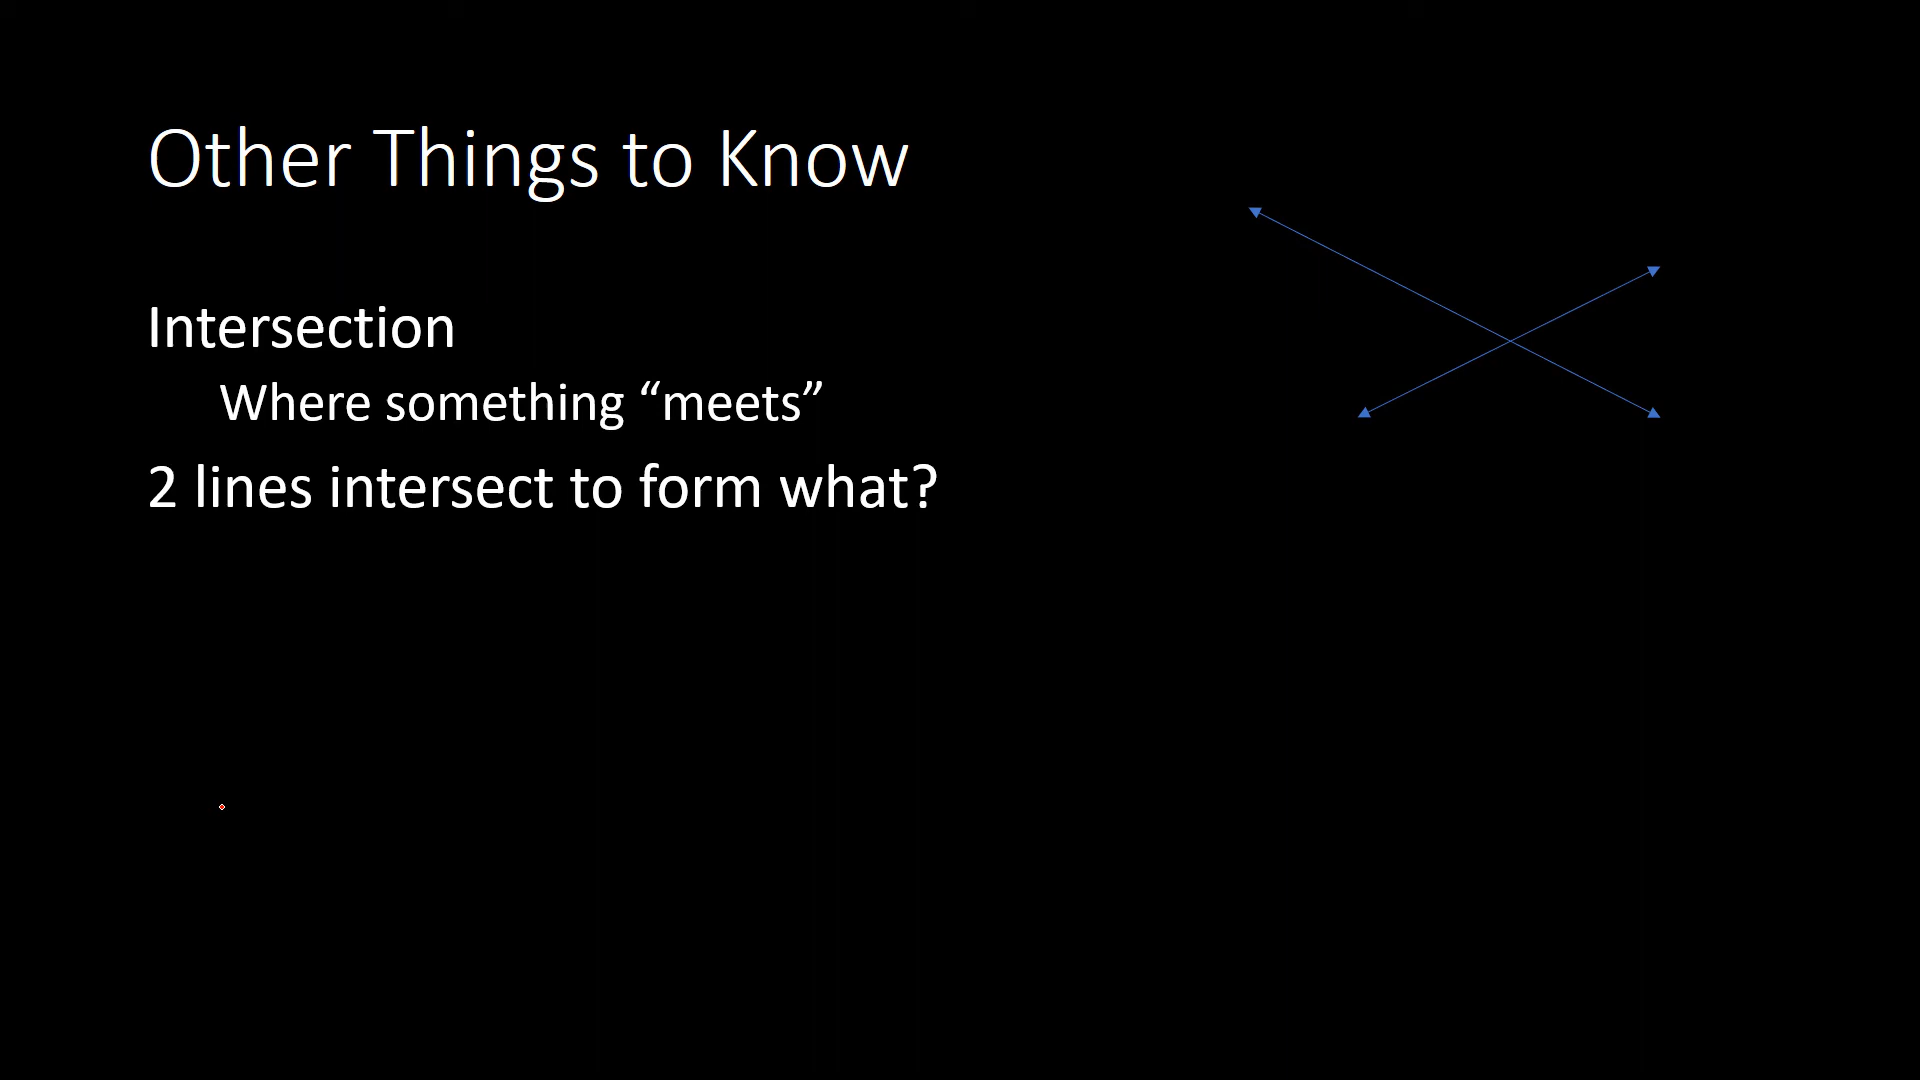 Other Things to Know
Intersection
Where something “meets”
2 lines intersect to form what?